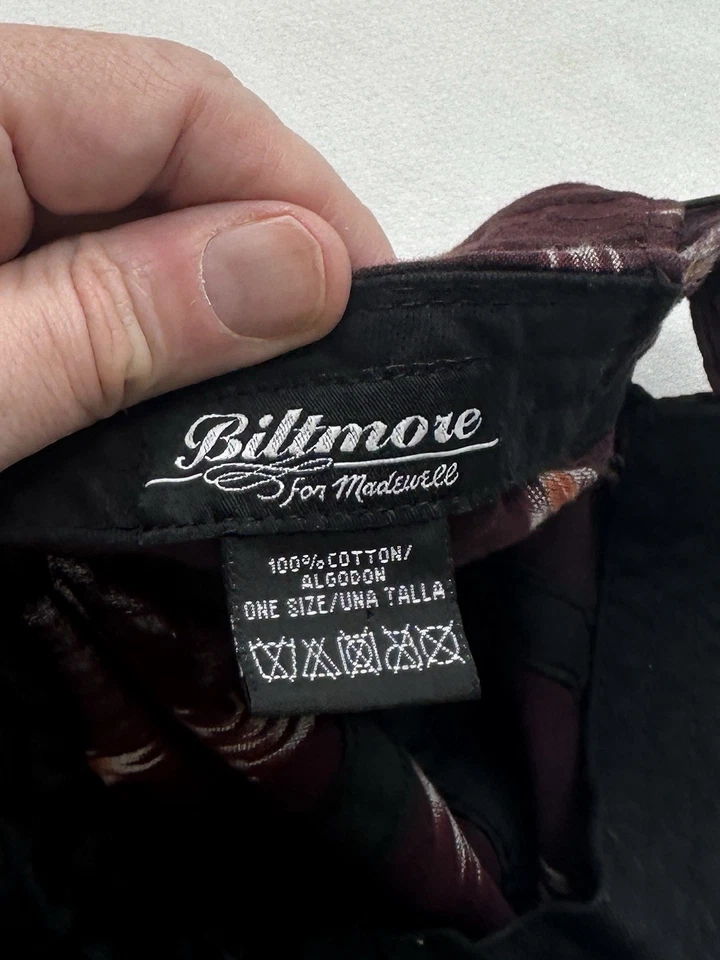 Biltmore
for Madewell
100% COTTON/
ALGODON
ONE SIZE/UNA TALLA